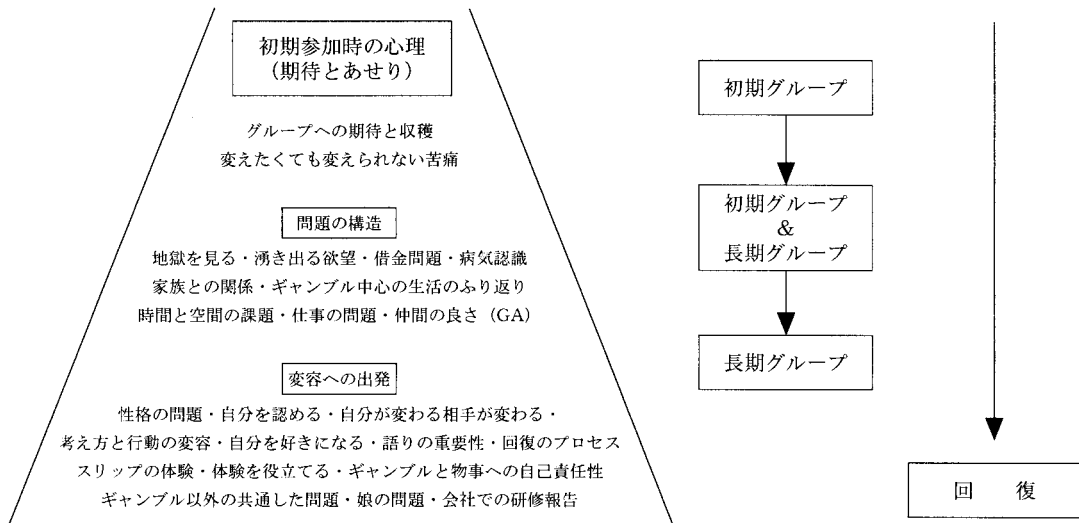 初期参加時の心理
(期待とあせり)
グループへの期待と収穫
変えたくても変えられない苦痛
問題の構造
地獄を見る・湧き出る欲望・借金問題・病気認識
家族との関係・ギャンブル中心の生活のふり返り
時間と空間の課題・仕事の問題・仲間の良さ(GA)
変容への出発
性格の問題・自分を認める・自分が変わる相手が変わる・
考え方と行動の変容・自分を好きになる・語りの重要性・回復のプロセス
スリップの体験・体験を役立てる・ギャンブルと物事への自己責任性
ギャンブル以外の共通した問題・娘の問題・会社での研修報告
初期グループ
初期グループ
&
長期グループ
長期グループ
回 復